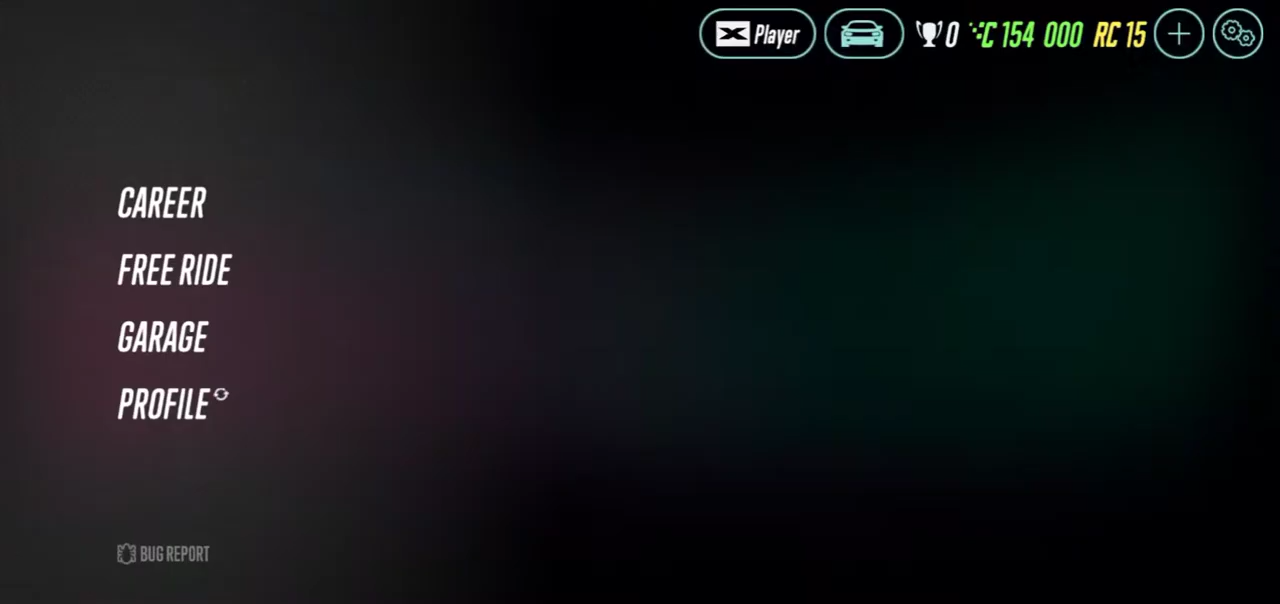 Player 0 C 154 000 RC 15
CAREER
FREE RIDE
GARAGE
PROFILE
BUG REPORT